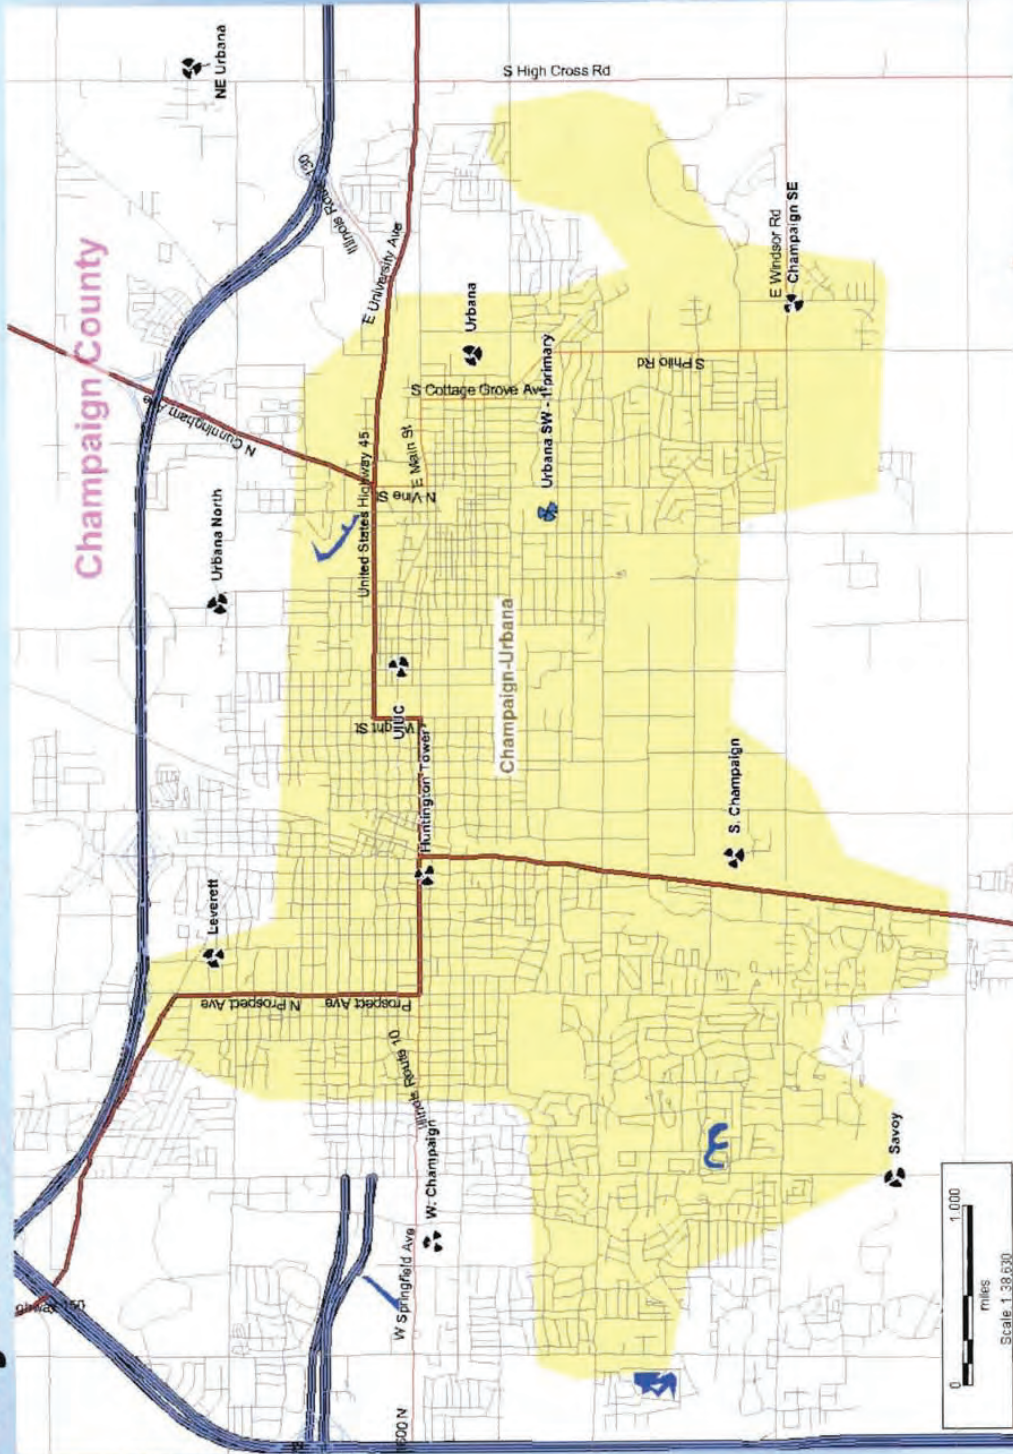 Champaign County
NE Urbana
S High Cross Rd
E University Ave
N Cunningham Ave
Urbana North
Urbana
E Windsor Rd
Champaign SE
S Philo Rd
S Cottage Grove Ave
Urbana SW - 1 primary
United States Highway 45
E Main St
N Vine St
Champaign-Urbana
UIUC
Wright St
Huntington Tower
S. Champaign
Leverett
N Prospect Ave
Prospect Ave
Illinois Route 10
W. Champaign
W Springfield Ave
Savoy
600 N
0
1.000
miles
Scale 1:38,630